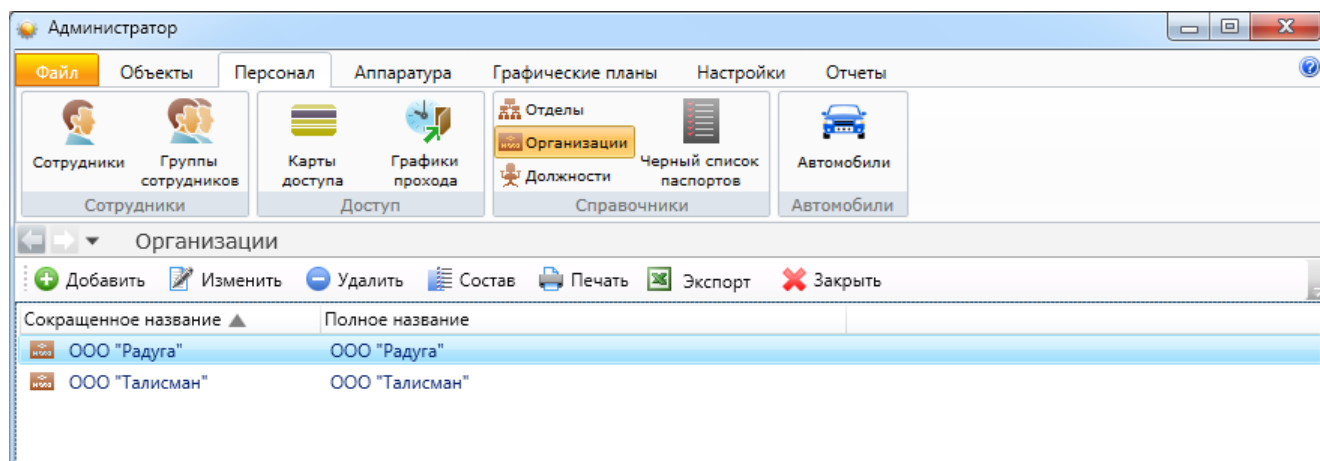 Администратор
Файл Объекты Персонал Аппаратура Графические планы Настройки Отчеты
Сотрудники
Группы сотрудников
Сотрудники
Карты доступа
Графики прохода
Доступ
Отделы
Организации
Должности
Черный список паспортов
Справочники
Автомобили
Автомобили
Организации
Добавить Изменить Удалить Состав Печать Экспорт Закрыть
Сокращенное название Полное название
ООО "Радуга" ООО "Радуга"
ООО "Талисман" ООО "Талисман"